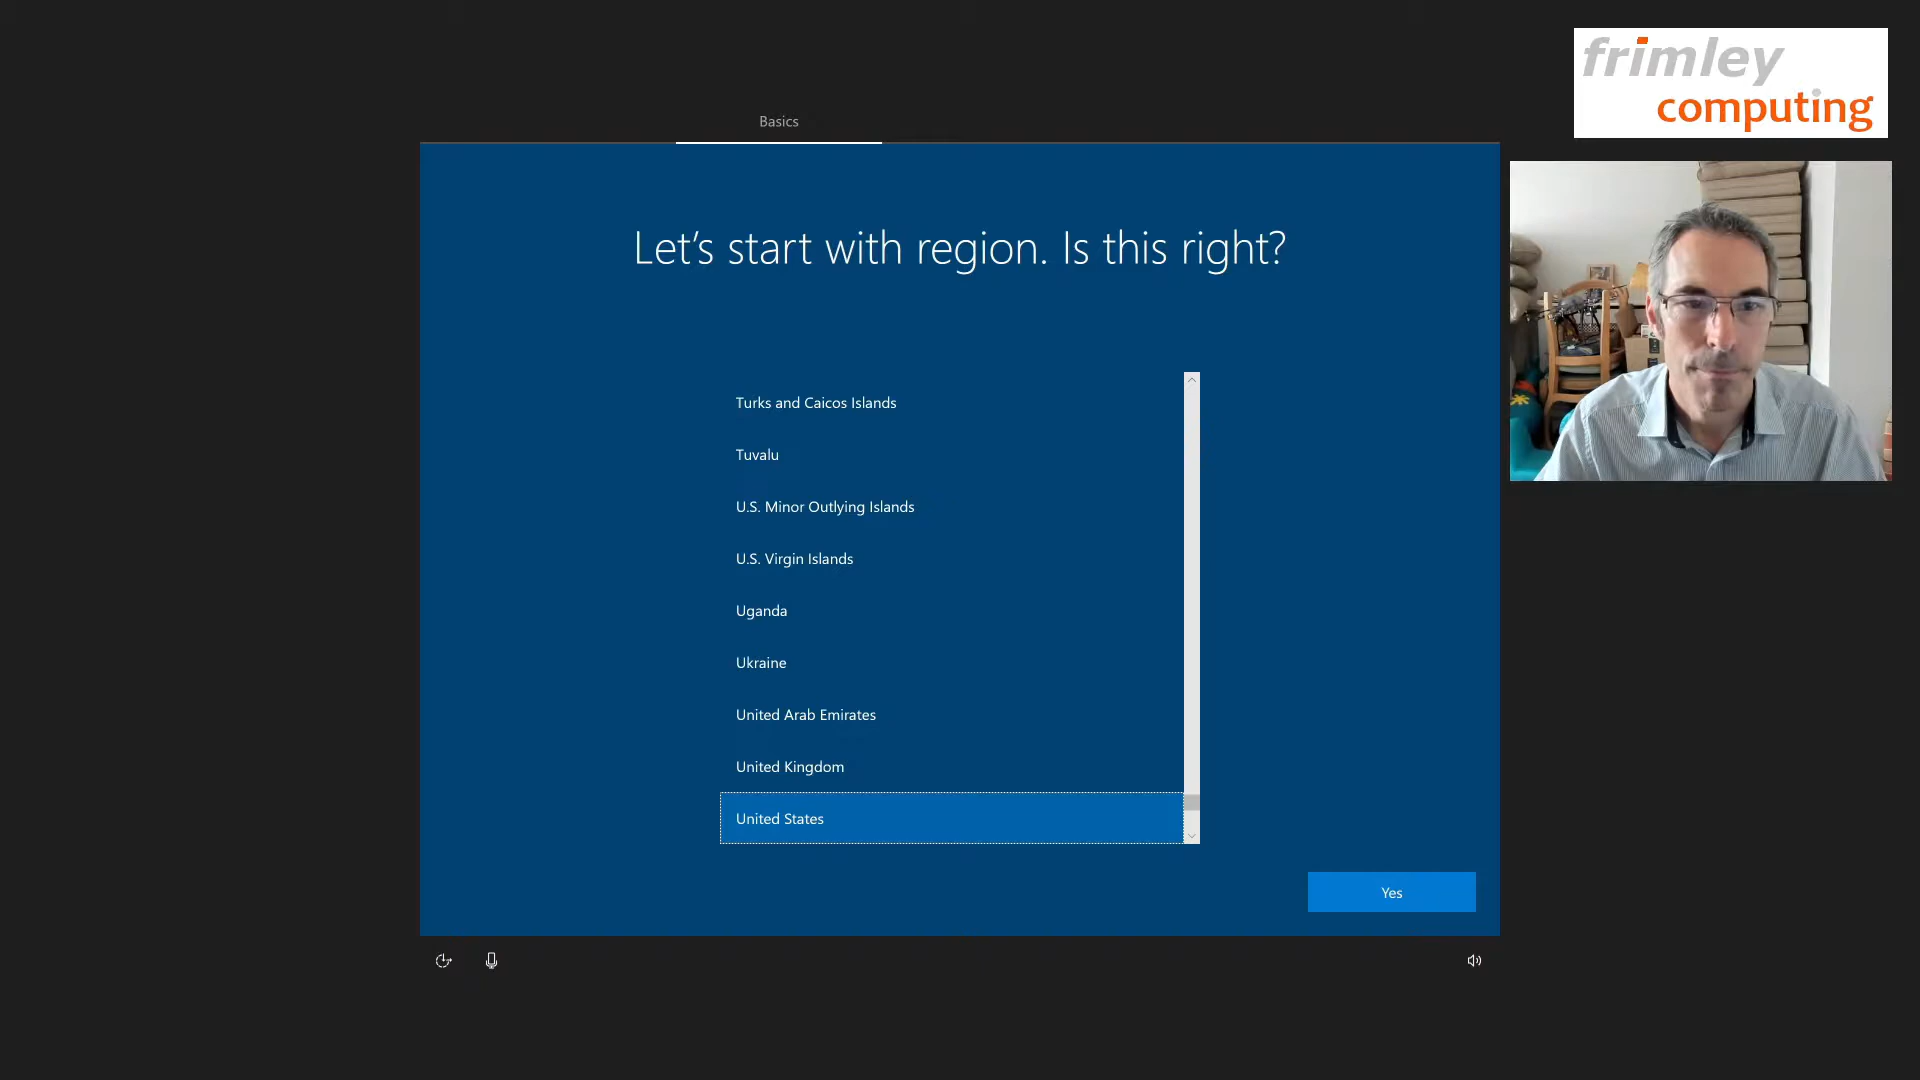 frimley
computing
Basics
Let's start with region. Is this right?
Turks and Caicos Islands
Tuvalu
U.S. Minor Outlying Islands
U.S. Virgin Islands
Uganda
Ukraine
United Arab Emirates
United Kingdom
United States
Yes